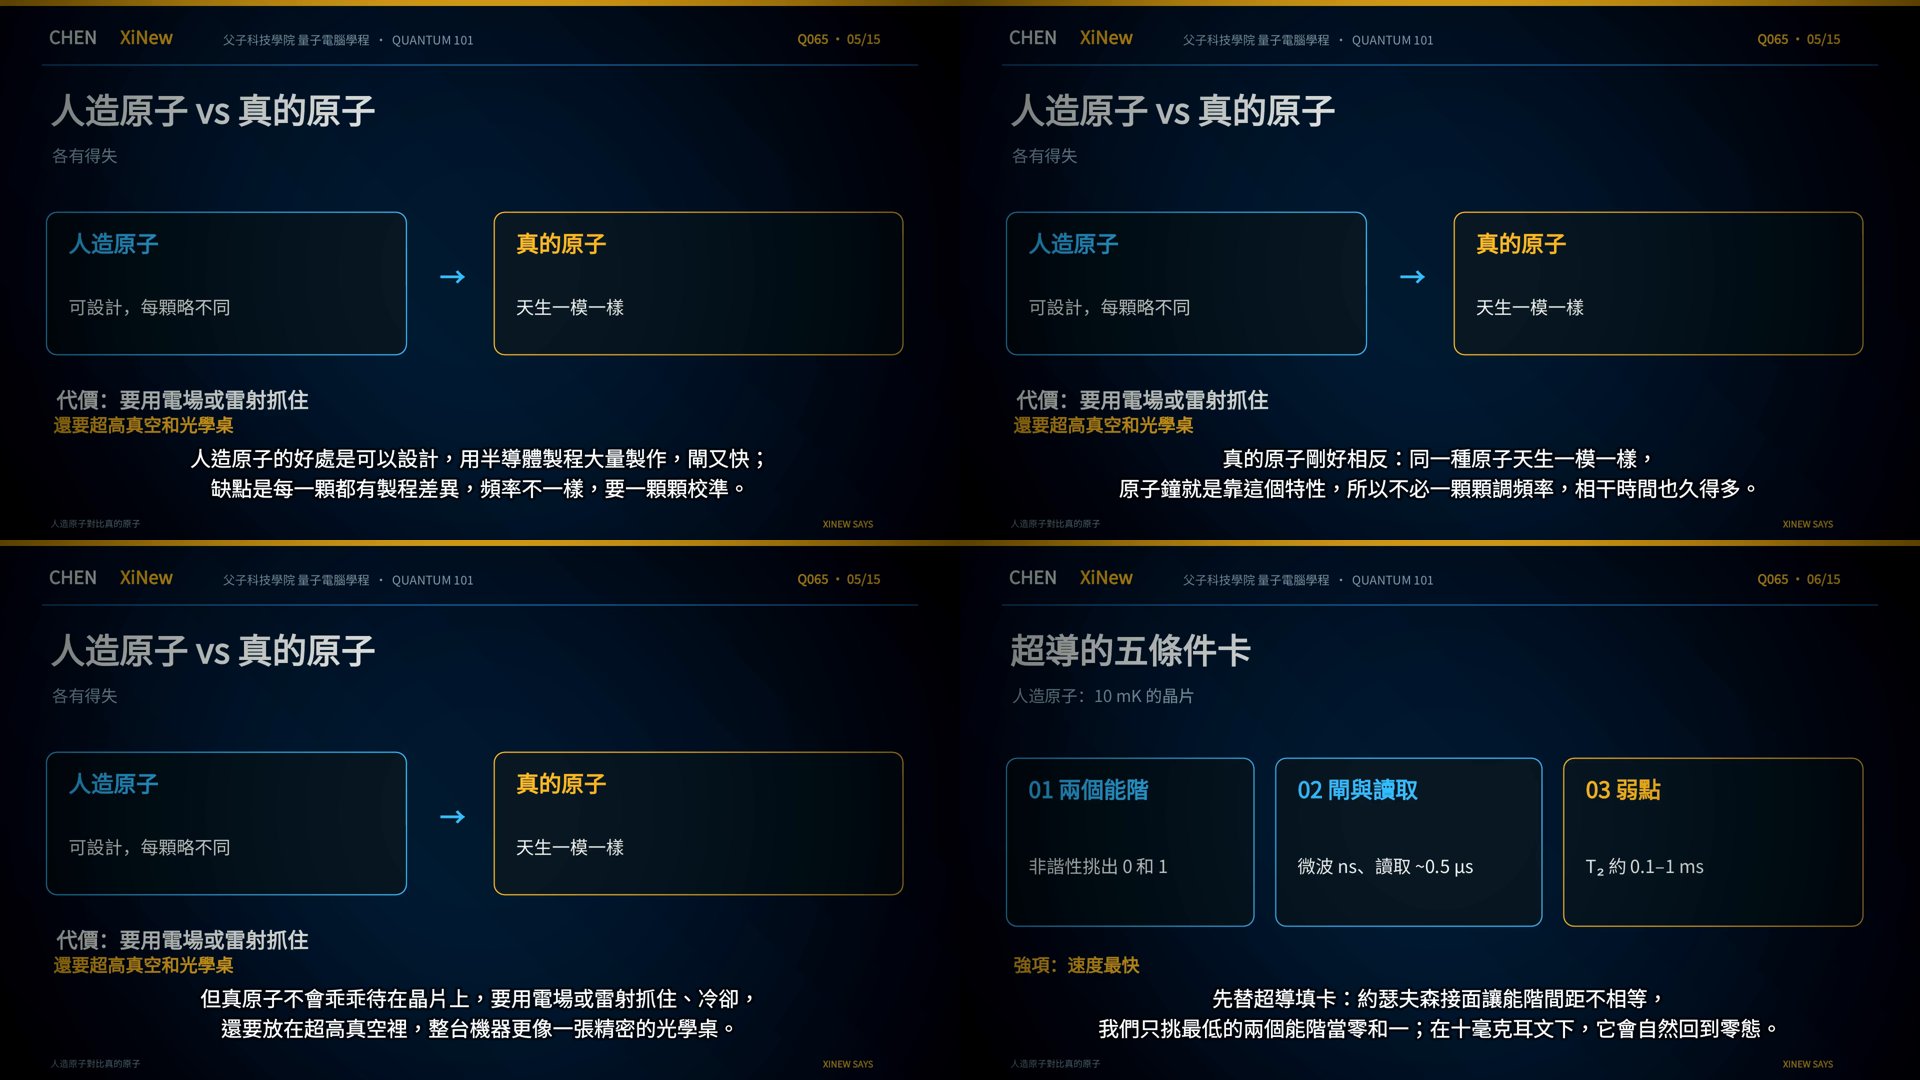 CHEN XiNew 父子科技學院 量子電腦學程 · QUANTUM 101 Q065 · 05/15
人造原子 vs 真的原子
各有得失
人造原子
可設計，每顆略不同
→
真的原子
天生一模一樣
代價：要用電場或雷射抓住
還要超高真空和光學桌
人造原子的好處是可以設計，用半導體製程大量製作，閘又快；
缺點是每一顆都有製程差異，頻率不一樣，要一顆顆校準。
人造原子對比真的原子 XINEW SAYS
CHEN XiNew 父子科技學院 量子電腦學程 · QUANTUM 101 Q065 · 05/15
人造原子 vs 真的原子
各有得失
人造原子
可設計，每顆略不同
→
真的原子
天生一模一樣
代價：要用電場或雷射抓住
還要超高真空和光學桌
真的原子剛好相反：同一種原子天生一模一樣，
原子鐘就是靠這個特性，所以不必一顆顆調頻率，相干時間也久得多。
人造原子對比真的原子 XINEW SAYS
CHEN XiNew 父子科技學院 量子電腦學程 · QUANTUM 101 Q065 · 05/15
人造原子 vs 真的原子
各有得失
人造原子
可設計，每顆略不同
→
真的原子
天生一模一樣
代價：要用電場或雷射抓住
還要超高真空和光學桌
但真原子不會乖乖待在晶片上，要用電場或雷射抓住、冷卻，
還要放在超高真空裡，整台機器更像一張精密的光學桌。
人造原子對比真的原子 XINEW SAYS
CHEN XiNew 父子科技學院 量子電腦學程 · QUANTUM 101 Q065 · 06/15
超導的五條件卡
人造原子：10 mK 的晶片
01 兩個能階
非諧性挑出 0 和 1
02 閘與讀取
微波 ns、讀取 ~0.5 μs
03 弱點
T₂ 約 0.1–1 ms
強項：速度最快
先替超導填卡：約瑟夫森接面讓能階間距不相等，
我們只挑最低的兩個能階當零和一；在十毫克耳文下，它會自然回到零態。
人造原子對比真的原子 XINEW SAYS